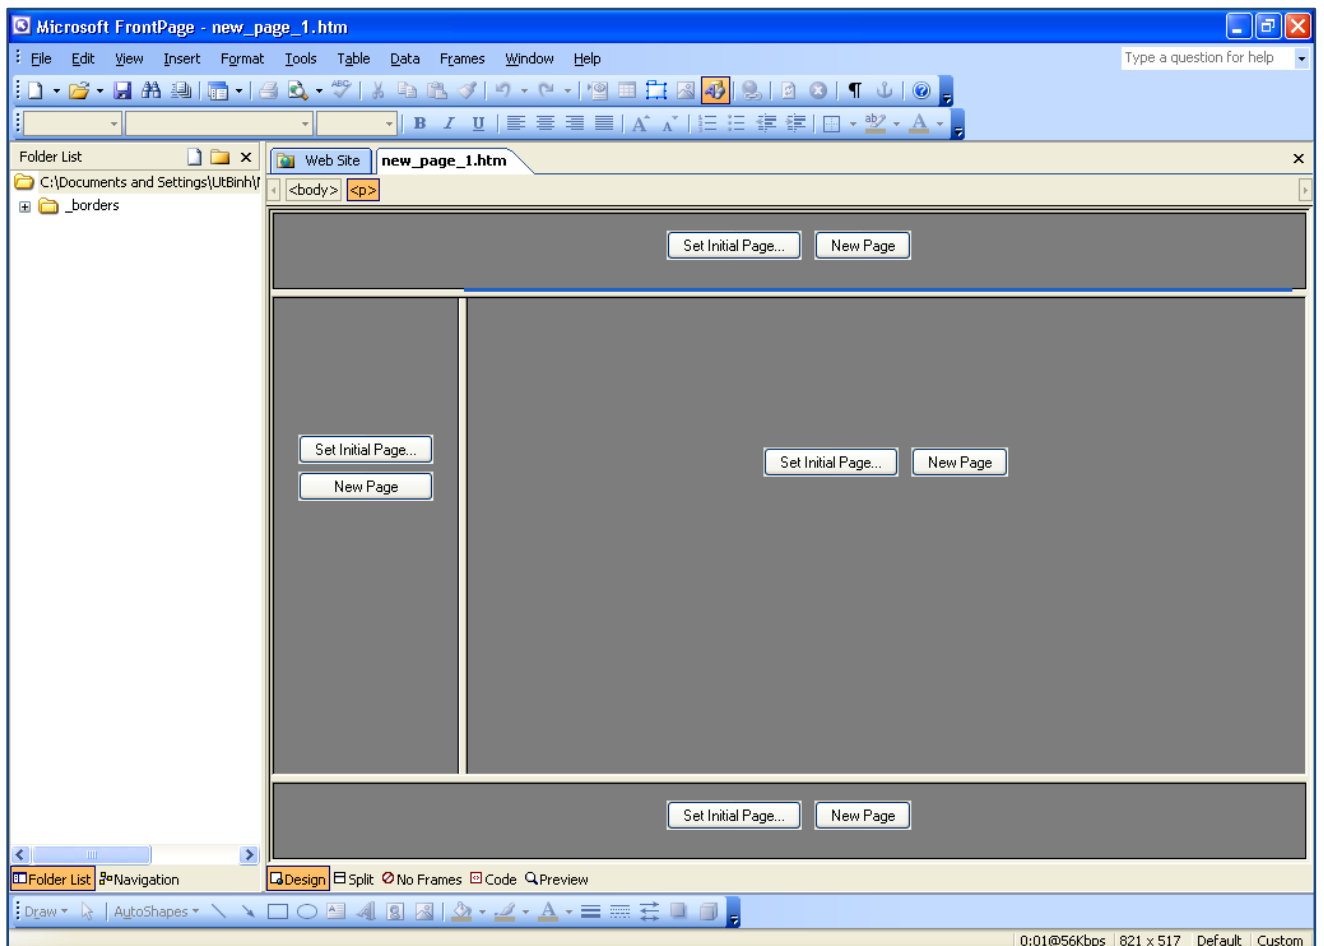 Microsoft FrontPage - new_page_1.htm
File Edit View Insert Format Tools Table Data Frames Window Help Type a question for help
B I U A A ab A
Folder List Web Site new_page_1.htm
C:\Documents and Settings\UtBinh\ <body> <p>
_borders
Set Initial Page... New Page
Set Initial Page... Set Initial Page... New Page
New Page
Set Initial Page... New Page
Folder List Navigation Design Split No Frames Code Preview
Draw AutoShapes A
0:01@56Kbps 821 x 517 Default Custom